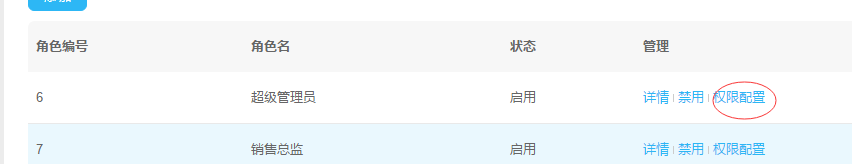 角色编号 角色名 状态 管理
6 超级管理员 启用 详情 | 禁用 | 权限配置
7 销售总监 启用 详情 | 禁用 | 权限配置